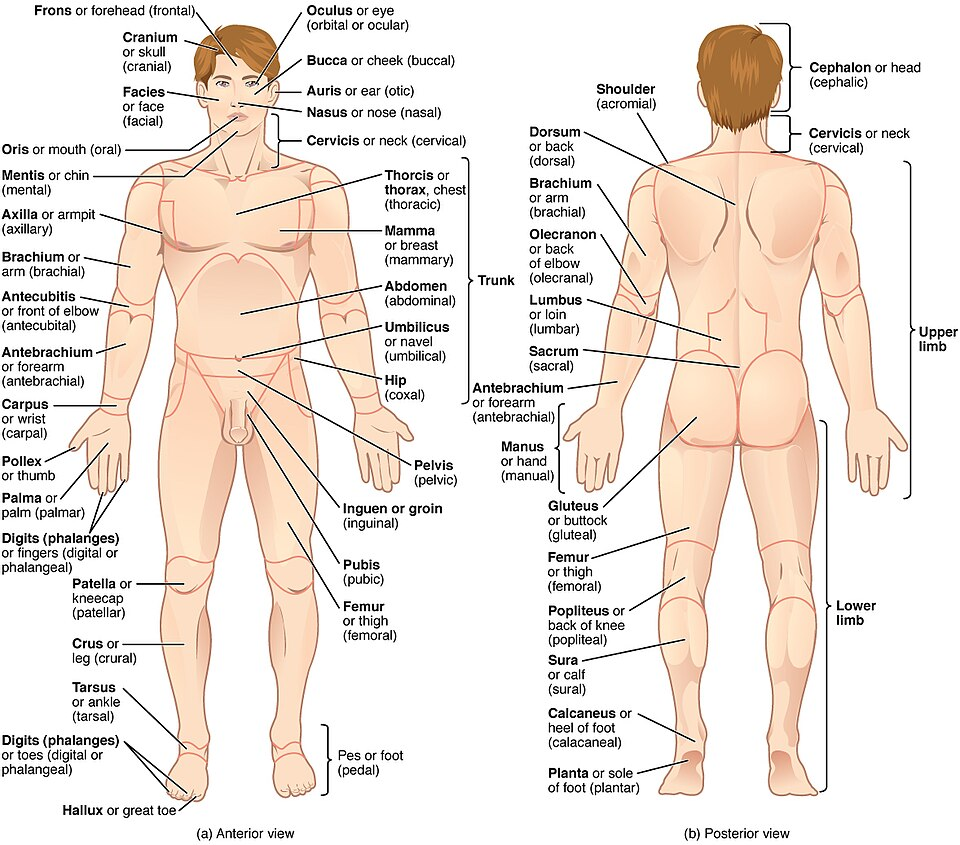 Frons or forehead (frontal)
Cranium
or skull
(cranial)
Facies
or face
(facial)
Oris or mouth (oral)
Mentis or chin
(mental)
Axilla or armpit
(axillary)
Brachium or
arm (brachial)
Antecubitis
or front of elbow
(antecubital)
Antebrachium
or forearm
(antebrachial)
Carpus
or wrist
(carpal)
Pollex
or thumb
Palma or
palm (palmar)
Digits (phalanges)
or fingers (digital or
phalangeal)
Patella or
kneecap
(patellar)
Crus or
leg (crural)
Tarsus
or ankle
(tarsal)
Digits (phalanges)
or toes (digital or
phalangeal)
Hallux or great toe
Oculus or eye
(orbital or ocular)
Bucca or cheek (buccal)
Auris or ear (otic)
Nasus or nose (nasal)
Cervicis or neck (cervical)
Thorcis or
thorax, chest
(thoracic)
Mamma
or breast
(mammary)
Abdomen
(abdominal)
Umbilicus
or navel
(umbilical)
Hip
(coxal)
Trunk
Pelvis
(pelvic)
Inguen or groin
(inguinal)
Pubis
(pubic)
Femur
or thigh
(femoral)
Pes or foot
(pedal)
(a) Anterior view
Shoulder
(acromial)
Dorsum
or back
(dorsal)
Brachium
or arm
(brachial)
Olecranon
or back
of elbow
(olecranal)
Lumbus
or loin
(lumbar)
Sacrum
(sacral)
Antebrachium
or forearm
(antebrachial)
Manus
or hand
(manual)
Gluteus
or buttock
(gluteal)
Femur
or thigh
(femoral)
Popliteus or
back of knee
(popliteal)
Sura
or calf
(sural)
Calcaneus or
heel of foot
(calacaneal)
Planta or sole
of foot (plantar)
Cephalon or head
(cephalic)
Cervicis or neck
(cervical)
Upper
limb
Lower
limb
(b) Posterior view